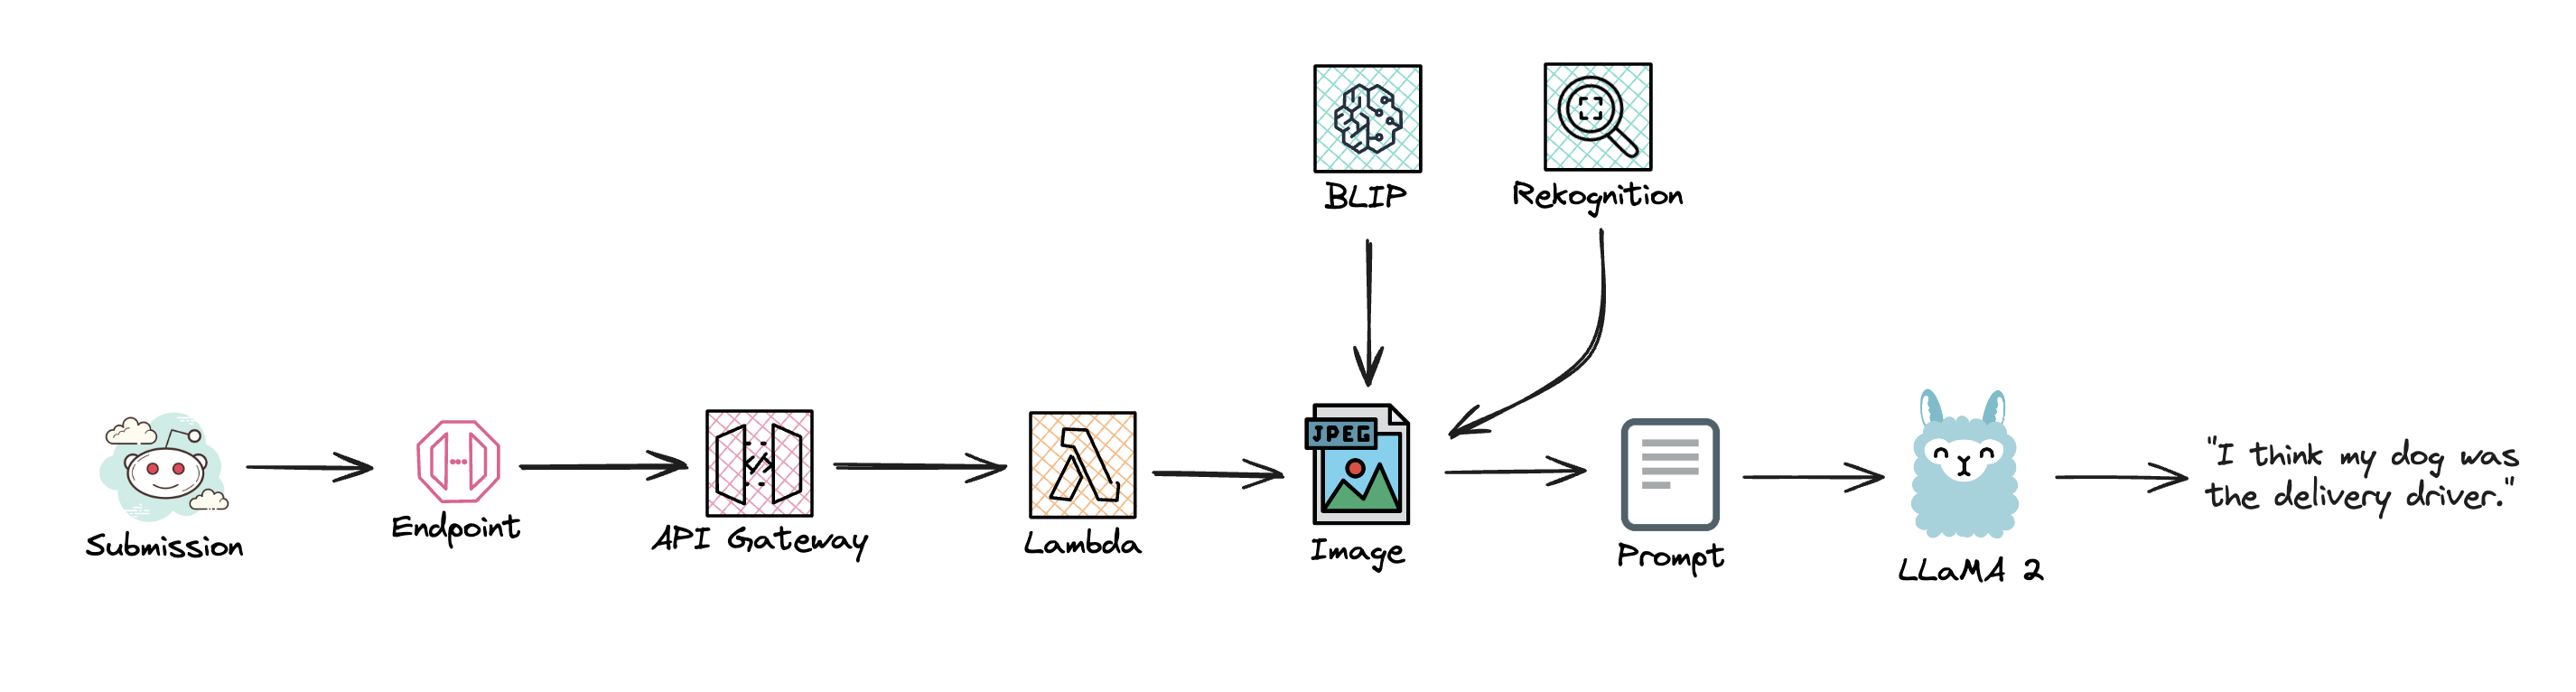 BLIP
Rekognition
JPEG
Submission
Endpoint
API Gateway
Lambda
Image
Prompt
LLaMA 2
"I think my dog was
the delivery driver."